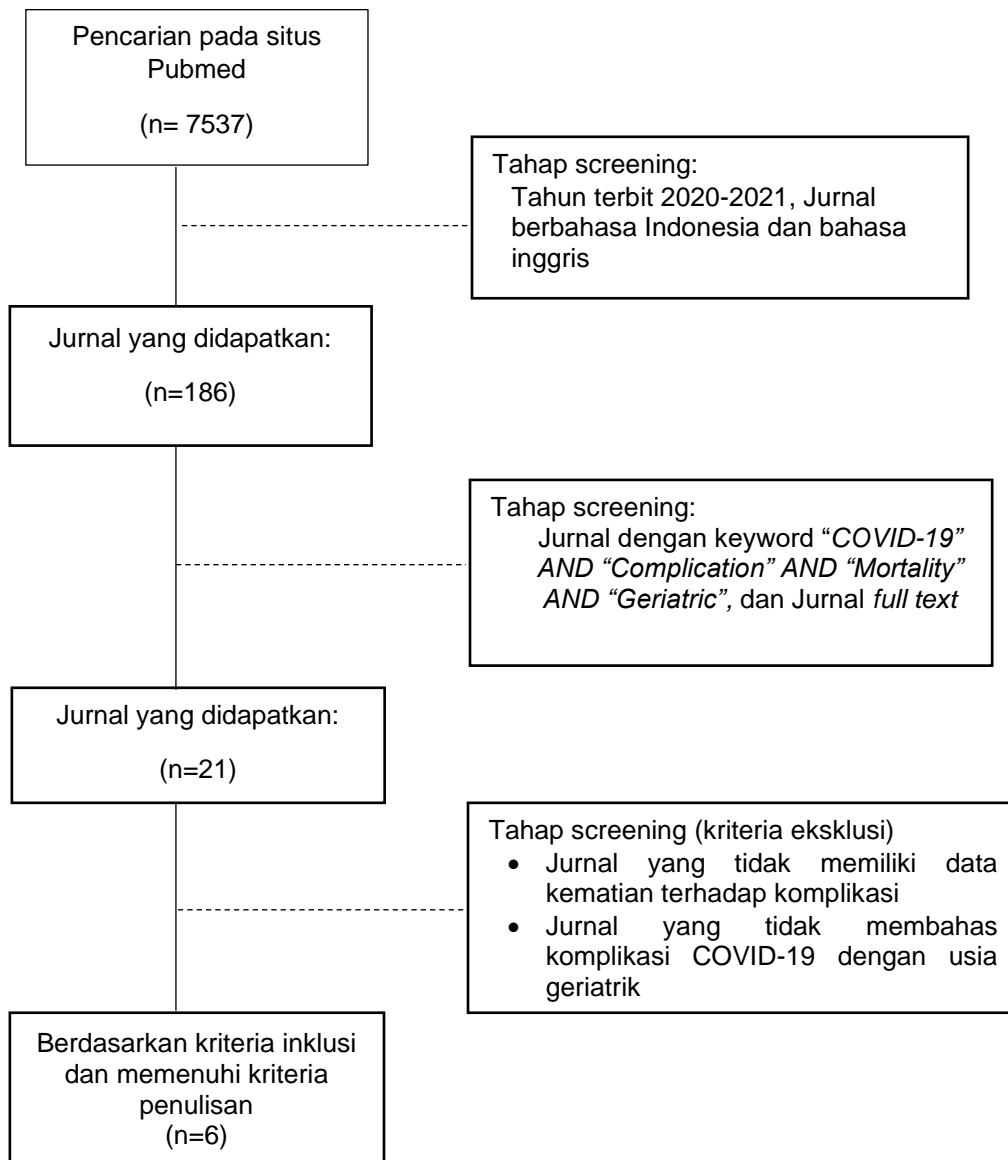 Pencarian pada situs
Pubmed
(n= 7537)
Tahap screening:
Tahun terbit 2020-2021, Jurnal
berbahasa Indonesia dan bahasa
inggris
Jurnal yang didapatkan:
(n=186)
Tahap screening:
Jurnal dengan keyword “COVID-19”
AND “Complication” AND “Mortality”
AND “Geriatric”, dan Jurnal full text
Jurnal yang didapatkan:
(n=21)
Tahap screening (kriteria eksklusi)
• Jurnal yang tidak memiliki data
kematian terhadap komplikasi
• Jurnal yang tidak membahas
komplikasi COVID-19 dengan usia
geriatrik
Berdasarkan kriteria inklusi
dan memenuhi kriteria
penulisan
(n=6)